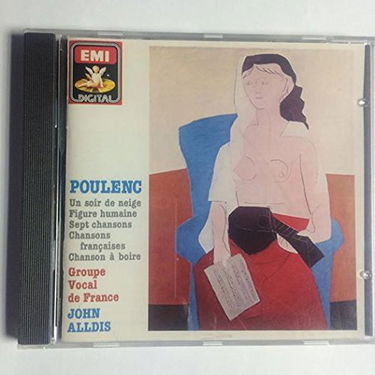 EMI
DIGITAL
POULENC
Un soir de neige
Figure humaine
Sept chansons
Chansons
françaises
Chanson à boire
Groupe
Vocal
de France
JOHN
ALLDIS